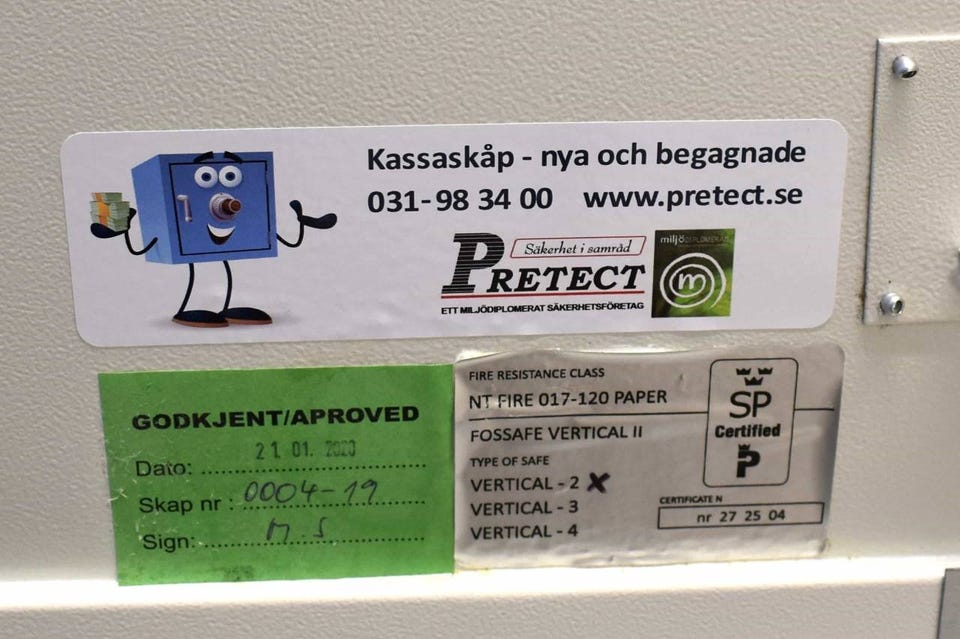 Kassaskåp - nya och begagnade
031-98 34 00 www.pretect.se
Säkerhet i samråd
PRETECT
ETT MILJÖDIPLOMERAT SÄKERHETSFÖRETAG
miljöDIPLOMERAD
m
GODKJENT/APROVED
Dato: 21 01. 2020
Skap nr: 0004-19
Sign: M.S
FIRE RESISTANCE CLASS
NT FIRE 017-120 PAPER
FOSSAFE VERTICAL II
TYPE OF SAFE
VERTICAL - 2 X
VERTICAL - 3
VERTICAL - 4
SP
Certified
P
CERTIFICATE N
nr 27 25 04